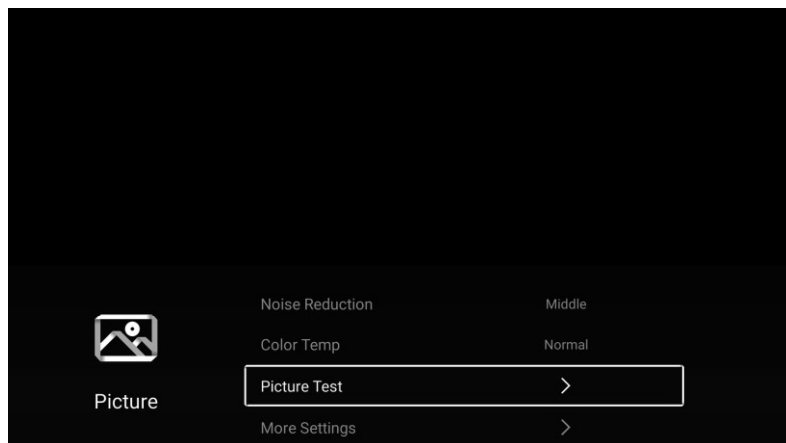 Noise Reduction Middle
Color Temp Normal
Picture Test
Picture
More Settings